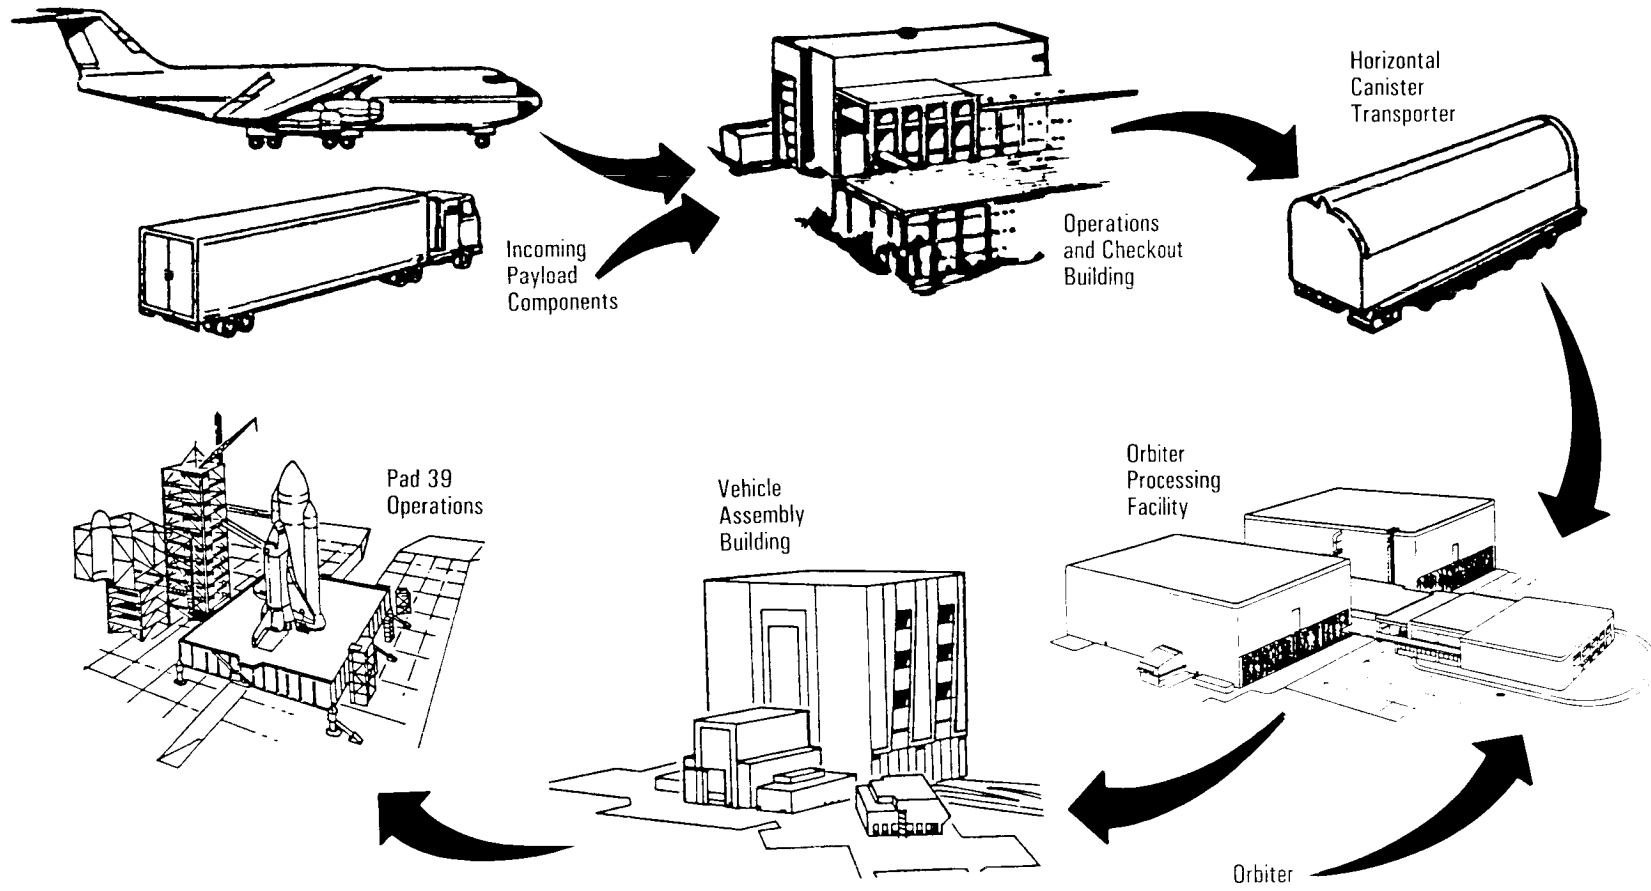 Horizontal
Canister
Transporter
Incoming
Payload
Components
Operations
and Checkout
Building
Pad 39
Operations
Vehicle
Assembly
Building
Orbiter
Processing
Facility
Orbiter